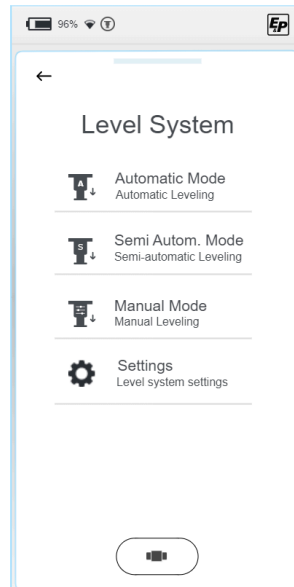 96% T
EP
Level System
A
Automatic Mode
Automatic Leveling
S
Semi Autom. Mode
Semi-automatic Leveling
Manual Mode
Manual Leveling
Settings
Level system settings